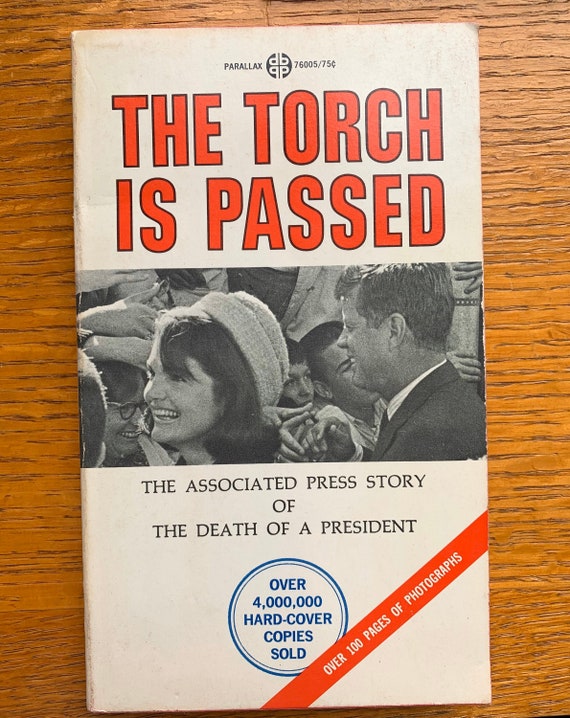 PARALLAX 76005/75¢
THE TORCH
IS PASSED
THE ASSOCIATED PRESS STORY
OF
THE DEATH OF A PRESIDENT
OVER
4,000,000
HARD-COVER
COPIES
SOLD
OVER 100 PAGES OF PHOTOGRAPHS